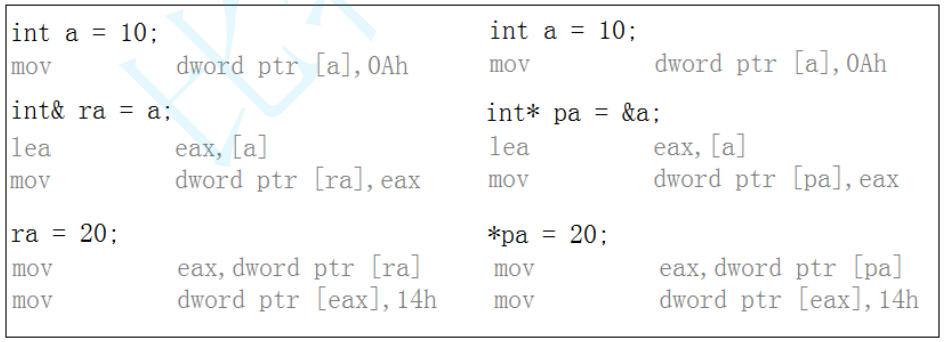 int a = 10;
mov dword ptr [a],0Ah
int& ra = a;
lea eax,[a]
mov dword ptr [ra],eax
ra = 20;
mov eax,dword ptr [ra]
mov dword ptr [eax],14h
int a = 10;
mov dword ptr [a],0Ah
int* pa = &a;
lea eax,[a]
mov dword ptr [pa],eax
*pa = 20;
mov eax,dword ptr [pa]
mov dword ptr [eax],14h